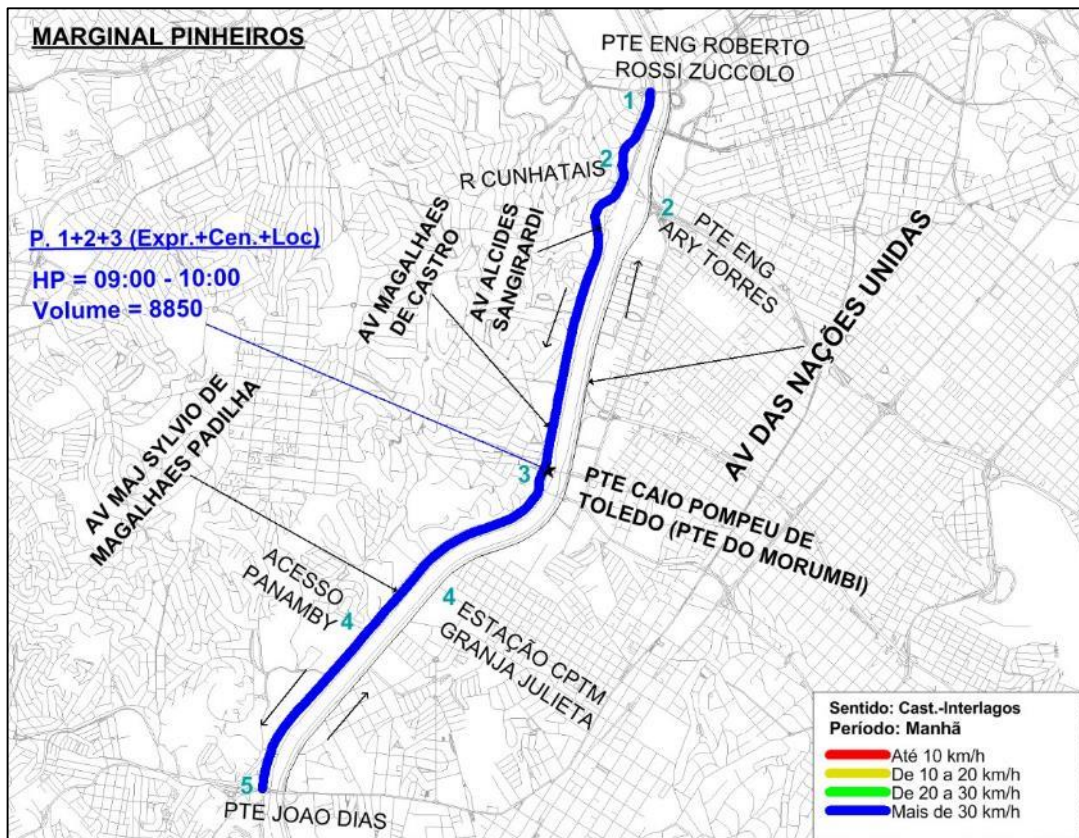 MARGINAL PINHEIROS
PTE ENG ROBERTO
ROSSI ZUCCOLO
1
2
R CUNHATAIS
2
PTE ENG
ARY TORRES
P. 1+2+3 (Expr.+Cen.+Loc)
HP = 09:00 - 10:00
Volume = 8850
AV MAGALHAES
DE CASTRO
AV ALCIDES
SANGIRARDI
AV DAS NAÇÕES UNIDAS
AV MAJ SYLVIO DE
MAGALHAES PADILHA
3
PTE CAIO POMPEU DE
TOLEDO (PTE DO MORUMBI)
ACESSO
PANAMBY
4
4
ESTAÇÃO CPTM
GRANJA JULIETA
5
PTE JOAO DIAS
Sentido: Cast.-Interlagos
Período: Manhã
Até 10 km/h
De 10 a 20 km/h
De 20 a 30 km/h
Mais de 30 km/h